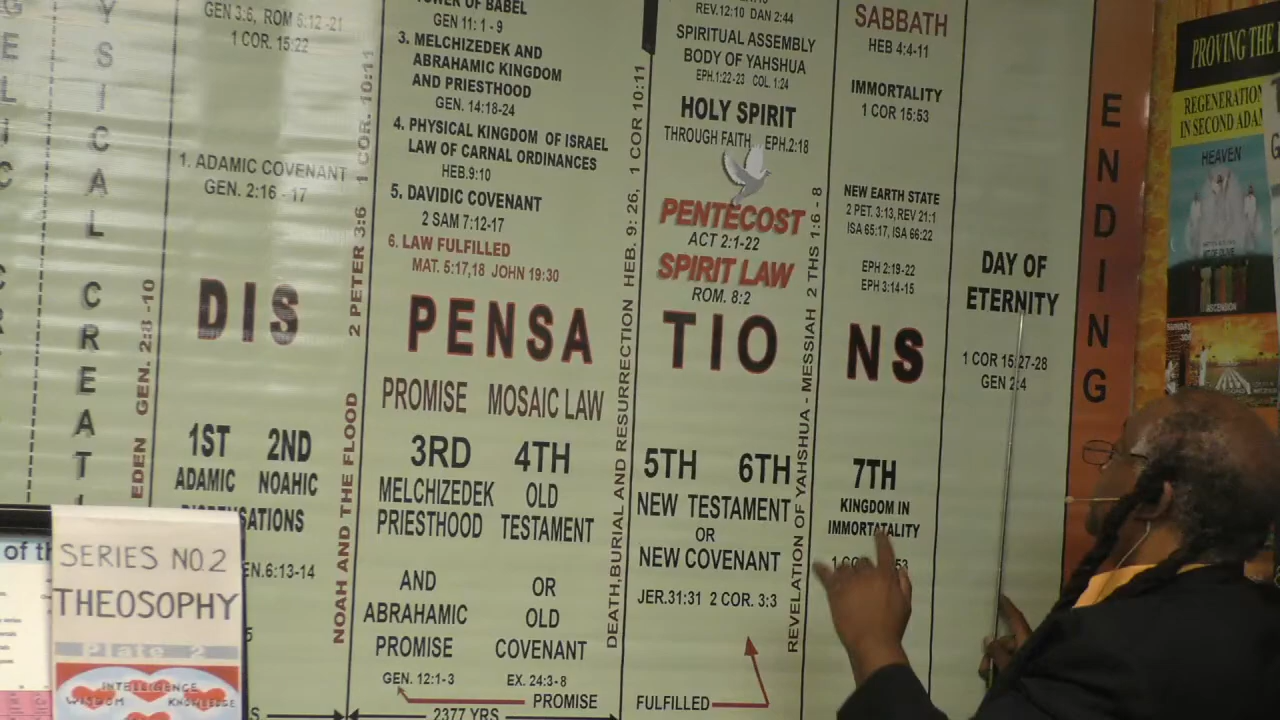 GEN 3.6, ROM 5:12 -21
1 COR. 15:22
1. ADAMIC COVENANT
GEN. 2:16 - 17
DIS
1ST 2ND
ADAMIC NOAHIC
EN.6:13-14
PHYSICAL CREAT
EDEN GEN. 2:8 -10
NOAH AND THE FLOOD 2 PETER 3:6 1 COR. 10:11
TOWER OF BABEL
GEN 11: 1 - 9
3. MELCHIZEDEK AND
ABRAHAMIC KINGDOM
AND PRIESTHOOD
GEN. 14:18-24
4. PHYSICAL KINGDOM OF ISRAEL
LAW OF CARNAL ORDINANCES
HEB.9:10
5. DAVIDIC COVENANT
2 SAM 7:12-17
6. LAW FULFILLED
MAT. 5:17,18 JOHN 19:30
PENSA
PROMISE MOSAIC LAW
3RD 4TH
MELCHIZEDEK OLD
PRIESTHOOD TESTAMENT
AND OR
ABRAHAMIC OLD
PROMISE COVENANT
GEN. 12:1-3 EX. 24:3-8
PROMISE
2377 YRS
DEATH,BURIAL AND RESURRECTION HEB. 9: 26, 1 COR 10:11
REV.12:10 DAN 2:44
SPIRITUAL ASSEMBLY
BODY OF YAHSHUA
EPH.1:22-23 COL. 1:24
HOLY SPIRIT
THROUGH FAITH EPH.2:18
PENTECOST
ACT 2:1-22
SPIRIT LAW
ROM. 8:2
TIO
5TH 6TH
NEW TESTAMENT
OR
NEW COVENANT
JER.31:31 2 COR. 3:3
FULFILLED
REVELATION OF YAHSHUA - MESSIAH 2 THS 1:6 - 8
SABBATH
HEB 4:4-11
IMMORTALITY
1 COR 15:53
NEW EARTH STATE
2 PET. 3:13, REV 21:1
ISA 65:17, ISA 66:22
EPH 2:19-22
EPH 3:14-15
NS
7TH
KINGDOM IN
IMMORTALITY
DAY OF
ETERNITY
1 COR 15:27-28
GEN 2:4
ENDING
PROVING THE
REGENERATION
IN SECOND ADAM
HEAVEN
SERIES NO.2
THEOSOPHY
Plate 2
INTELLIGENCE
WISDOM KNOWLEDGE